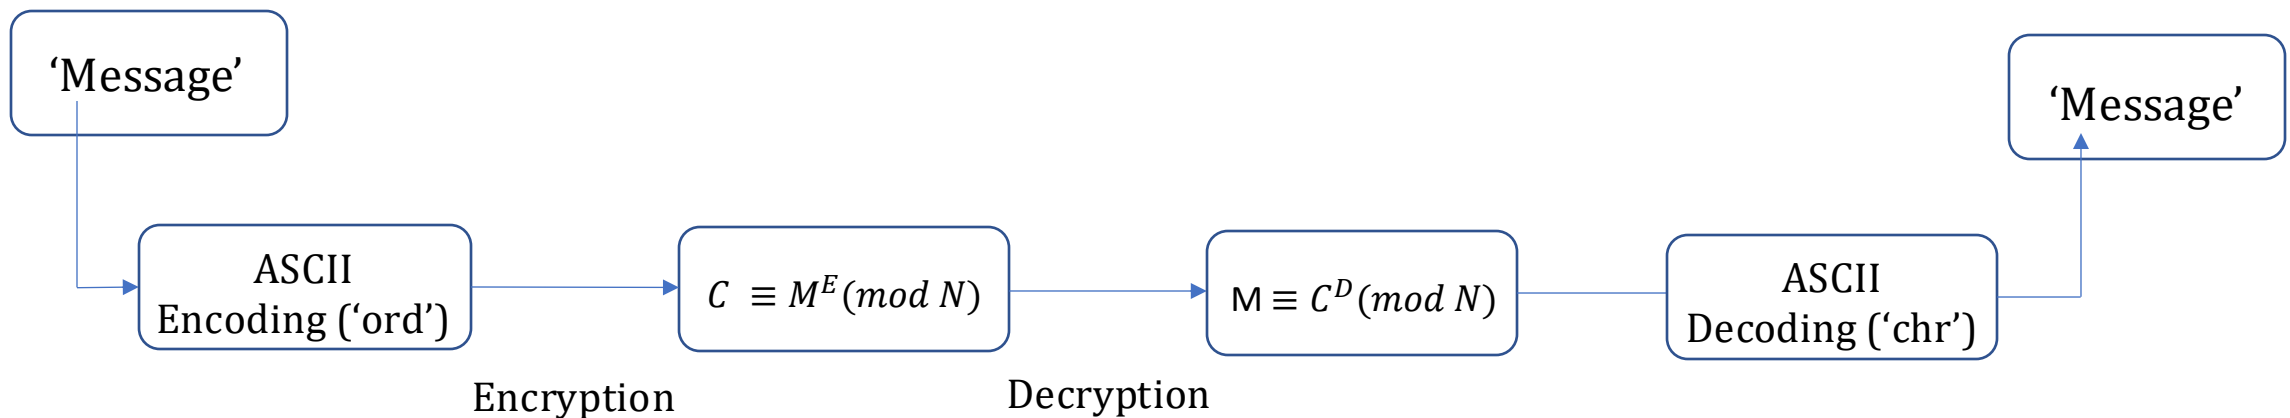 ‘Message’
ASCII
Encoding (‘ord’)
C ≡ M^E(mod N)
M ≡ C^D(mod N)
ASCII
Decoding (‘chr’)
‘Message’
Encryption
Decryption